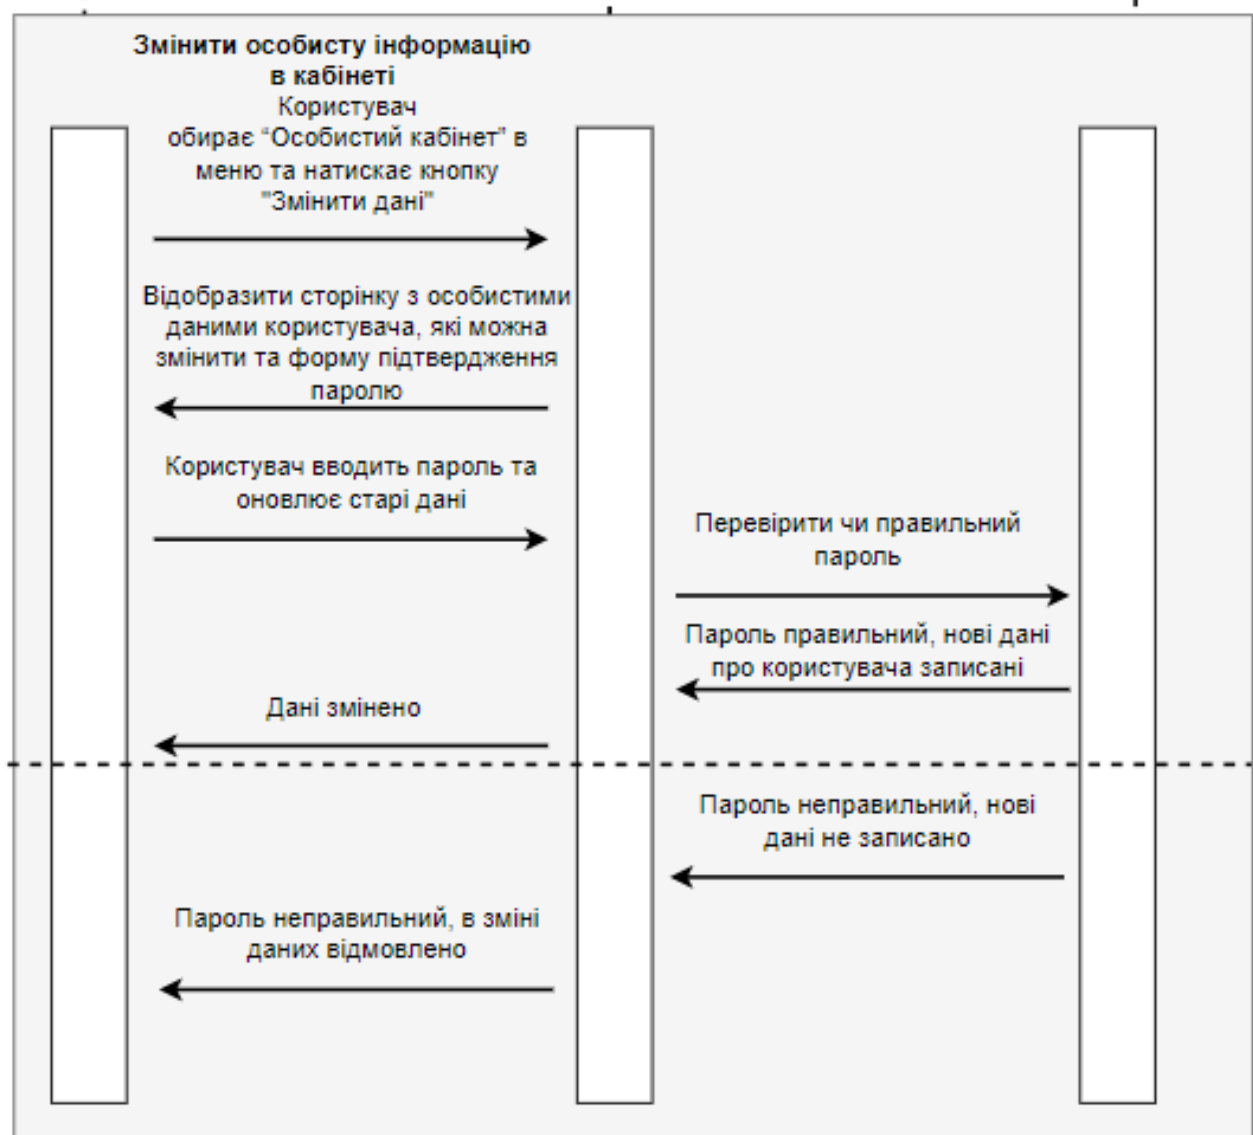 Змінити особисту інформацію
в кабінеті
Користувач
обирає “Особистий кабінет” в
меню та натискає кнопку
"Змінити дані"
Відобразити сторінку з особистими
даними користувача, які можна
змінити та форму підтвердження
паролю
Користувач вводить пароль та
оновлює старі дані
Перевірити чи правильний
пароль
Пароль правильний, нові дані
про користувача записані
Дані змінено
Пароль неправильний, нові
дані не записано
Пароль неправильний, в зміні
даних відмовлено